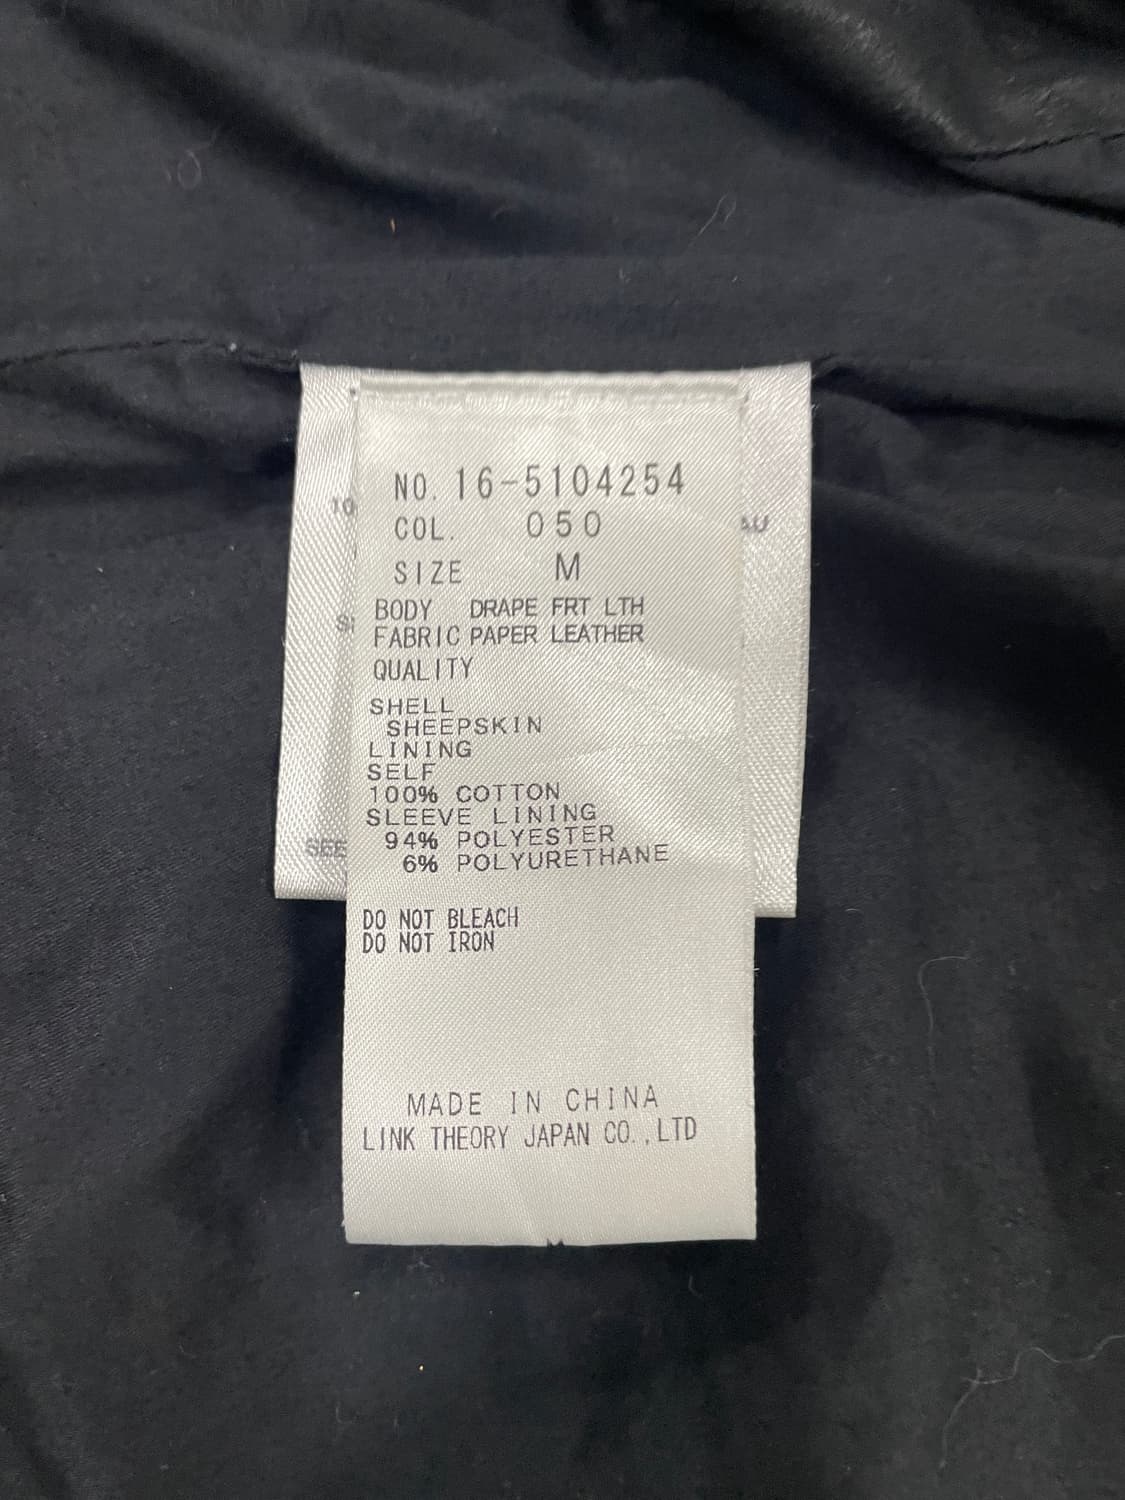 NO. 16-5104254
COL. 050
SIZE M
BODY DRAPE FRT LTH
FABRIC PAPER LEATHER
QUALITY
SHELL
SHEEPSKIN
LINING
SELF
100% COTTON
SLEEVE LINING
94% POLYESTER
6% POLYURETHANE
DO NOT BLEACH
DO NOT IRON
MADE IN CHINA
LINK THEORY JAPAN CO.,LTD